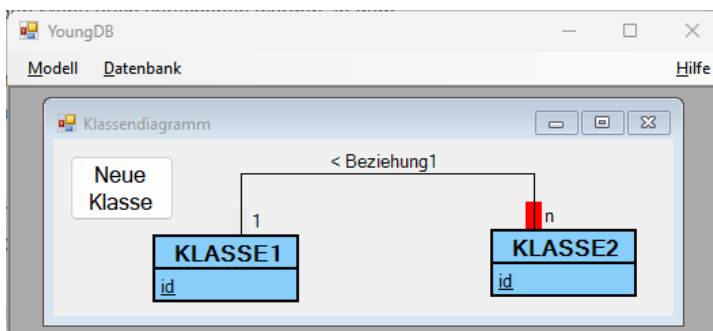 YoungDB
Modell Datenbank Hilfe
Klassendiagramm
Neue
Klasse
< Beziehung1
1
n
KLASSE1
id
KLASSE2
id